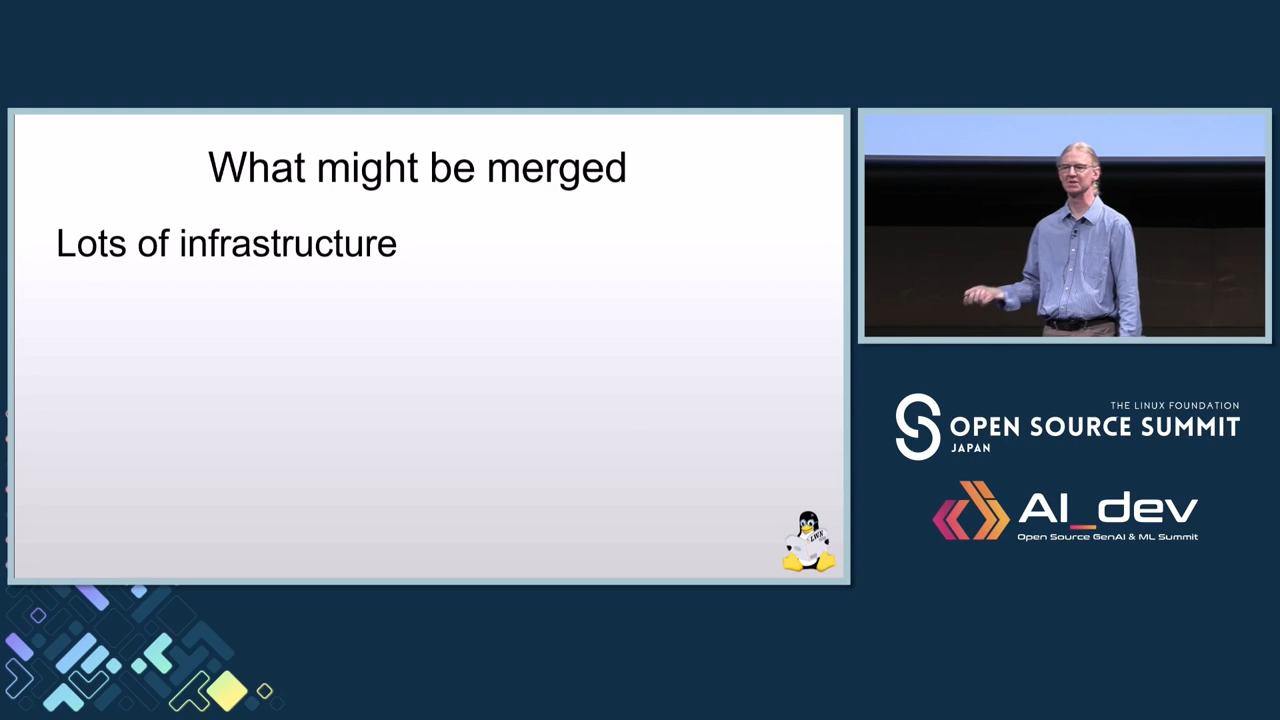 What might be merged
Lots of infrastructure
LWN
THE LINUX FOUNDATION
OPEN SOURCE SUMMIT
JAPAN
AI_dev
Open Source GenAI & ML Summit